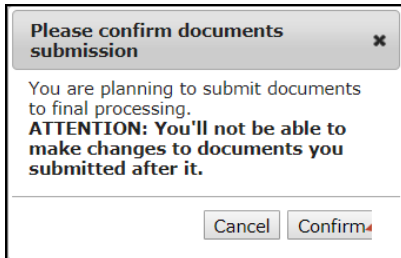 Please confirm documents
submission
You are planning to submit documents
to final processing.
ATTENTION: You'll not be able to
make changes to documents you
submitted after it.
Cancel Confirm